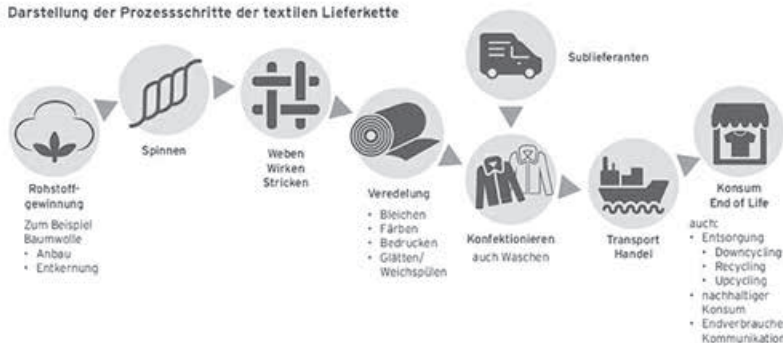 Darstellung der Prozessschritte der textilen Lieferkette
Rohstoff-
gewinnung
Zum Beispiel
Baumwolle
• Anbau
• Entkernung
Spinnen
Weben
Wirken
Stricken
Veredelung
• Bleichen
• Färben
• Bedrucken
• Glätten/
Weichspülen
Sublieferanten
Konfektionieren
auch Waschen
Transport
Handel
Konsum
End of Life
auch:
• Entsorgung
• Downcycling
• Recycling
• Upcycling
• nachhaltiger
Konsum
• Endverbrauche
Kommunikation